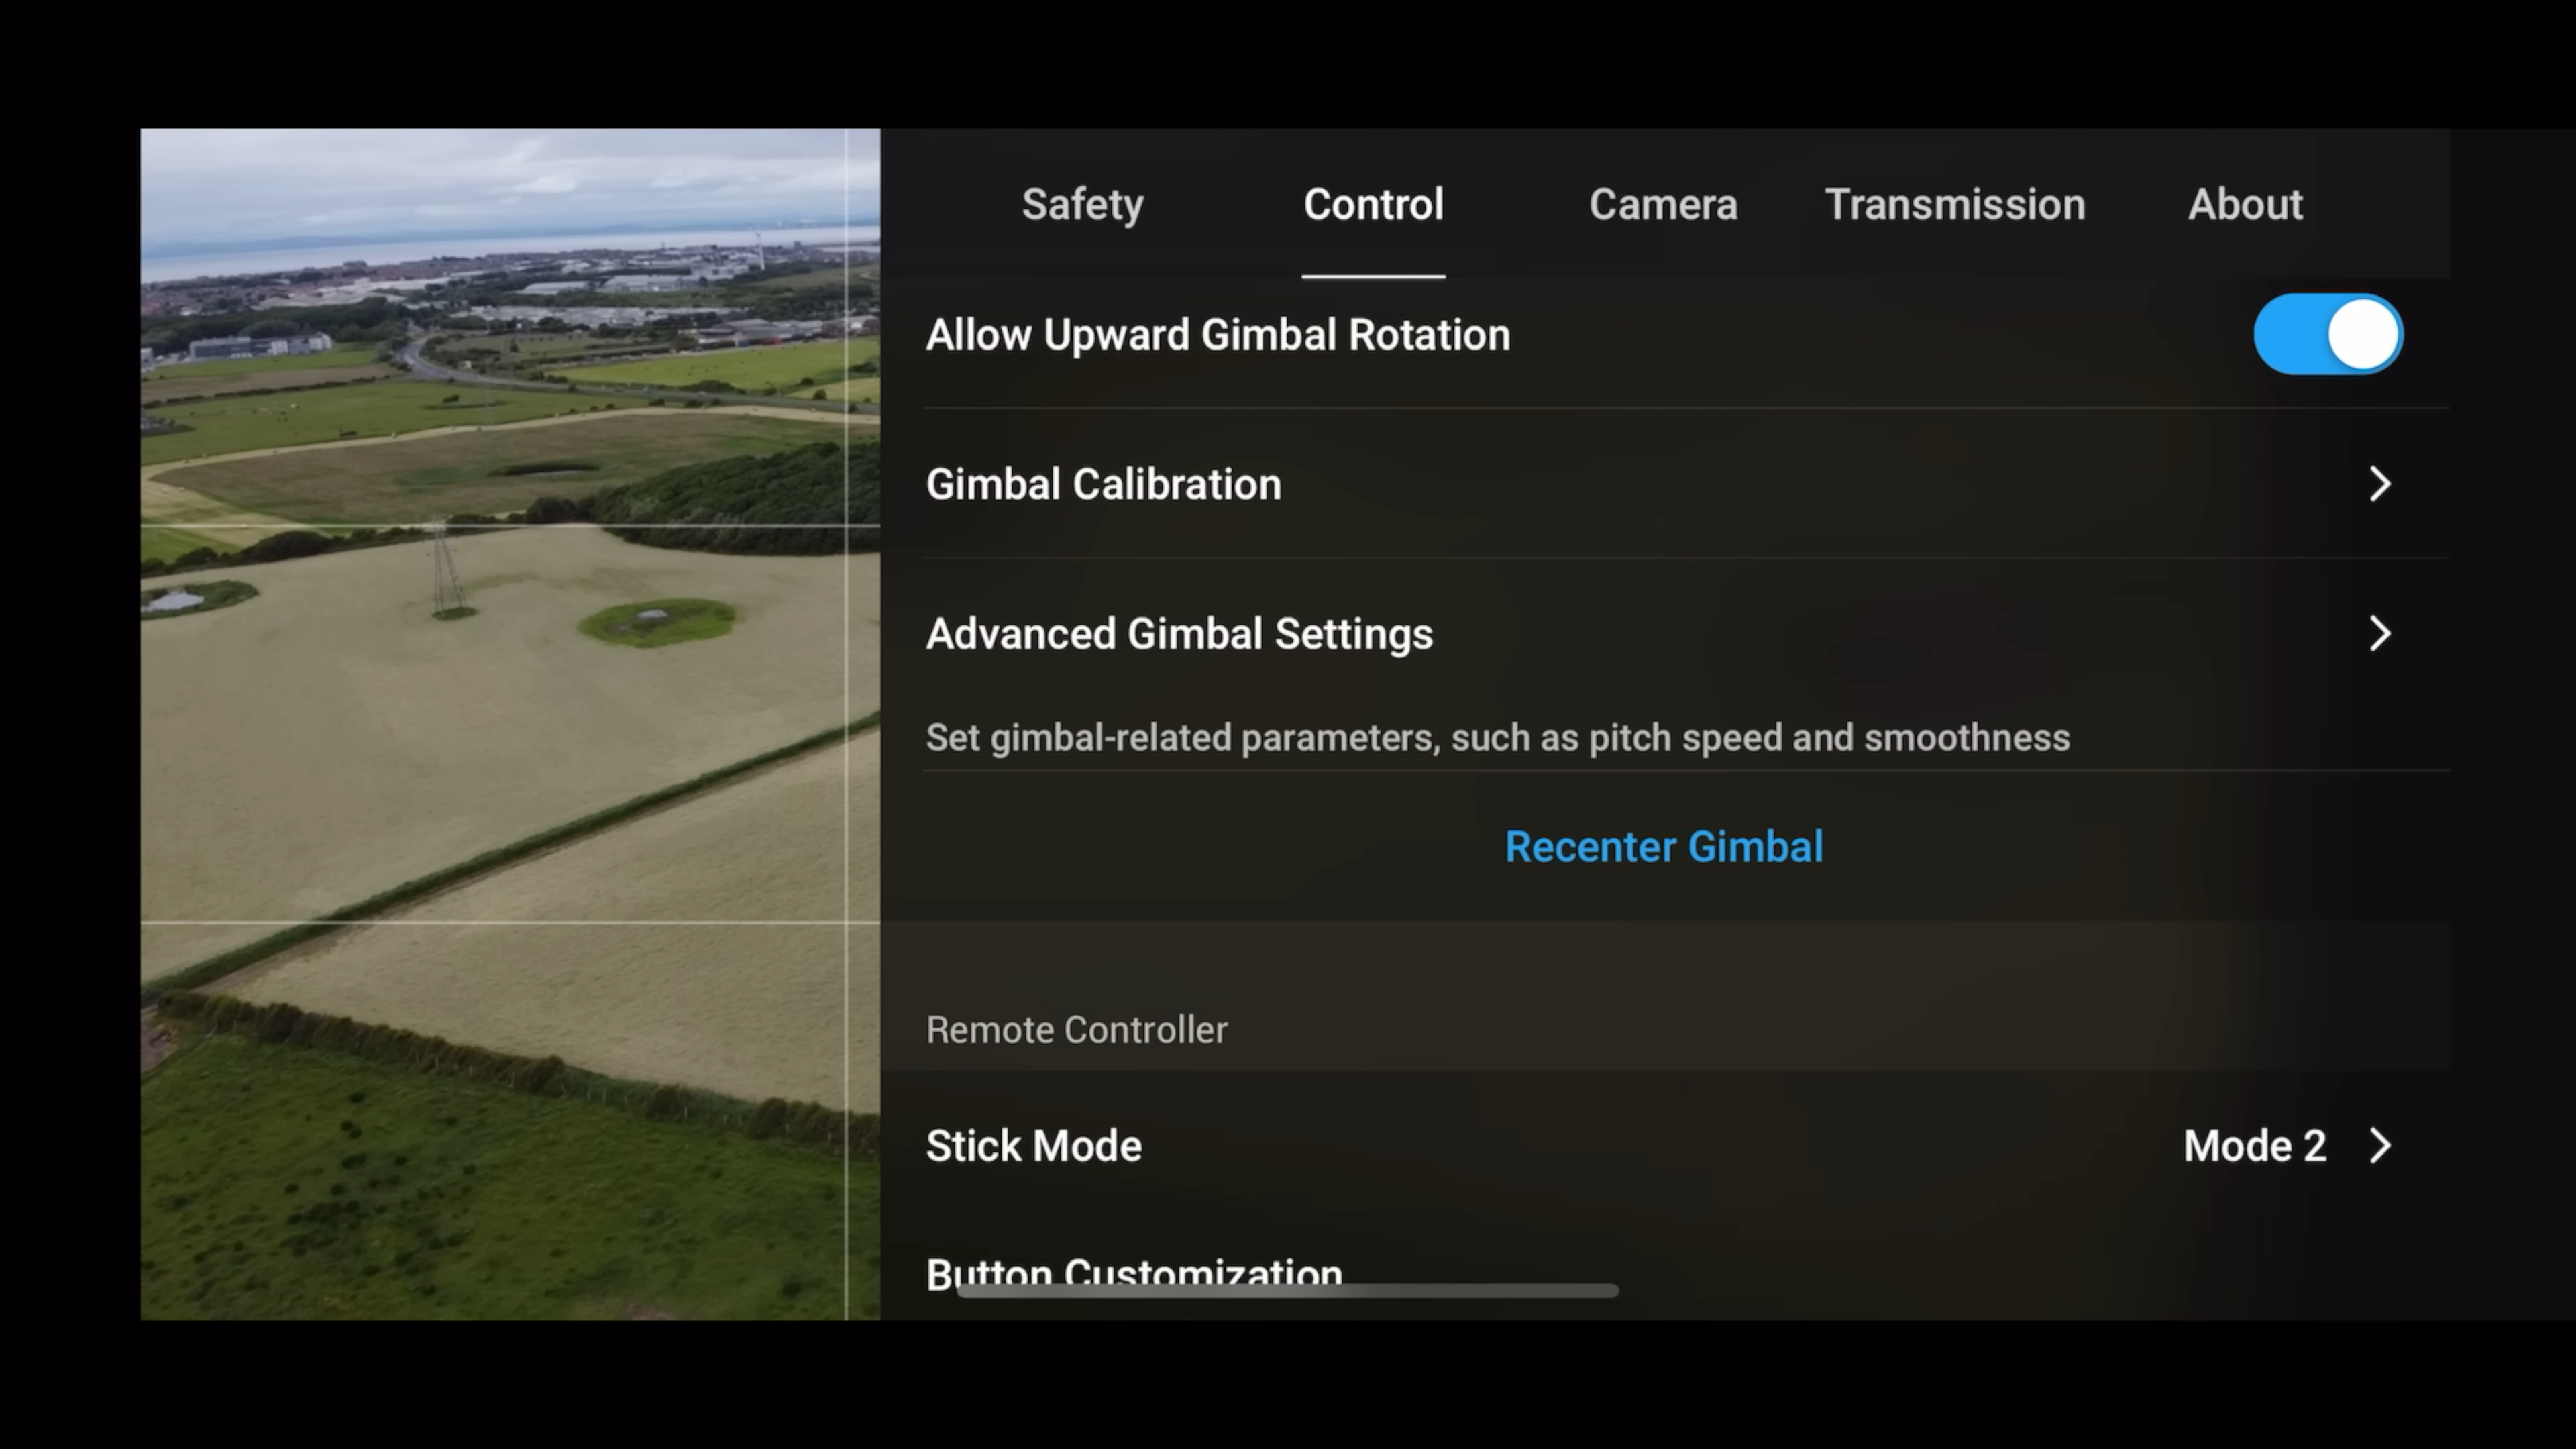 Safety Control Camera Transmission About
Allow Upward Gimbal Rotation
Gimbal Calibration
Advanced Gimbal Settings
Set gimbal-related parameters, such as pitch speed and smoothness
Recenter Gimbal
Remote Controller
Stick Mode Mode 2
Button Customization